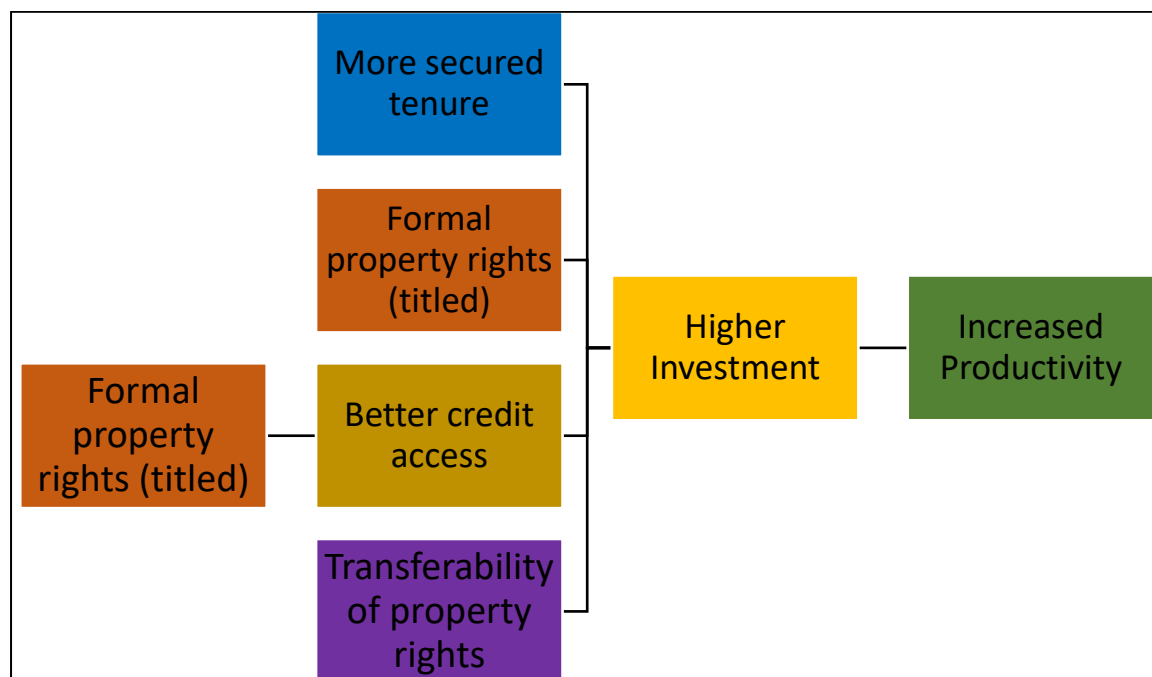 More secured
tenure
Formal
property rights
(titled)
Formal
property
rights (titled)
Better credit
access
Transferability
of property
rights
Higher
Investment
Increased
Productivity